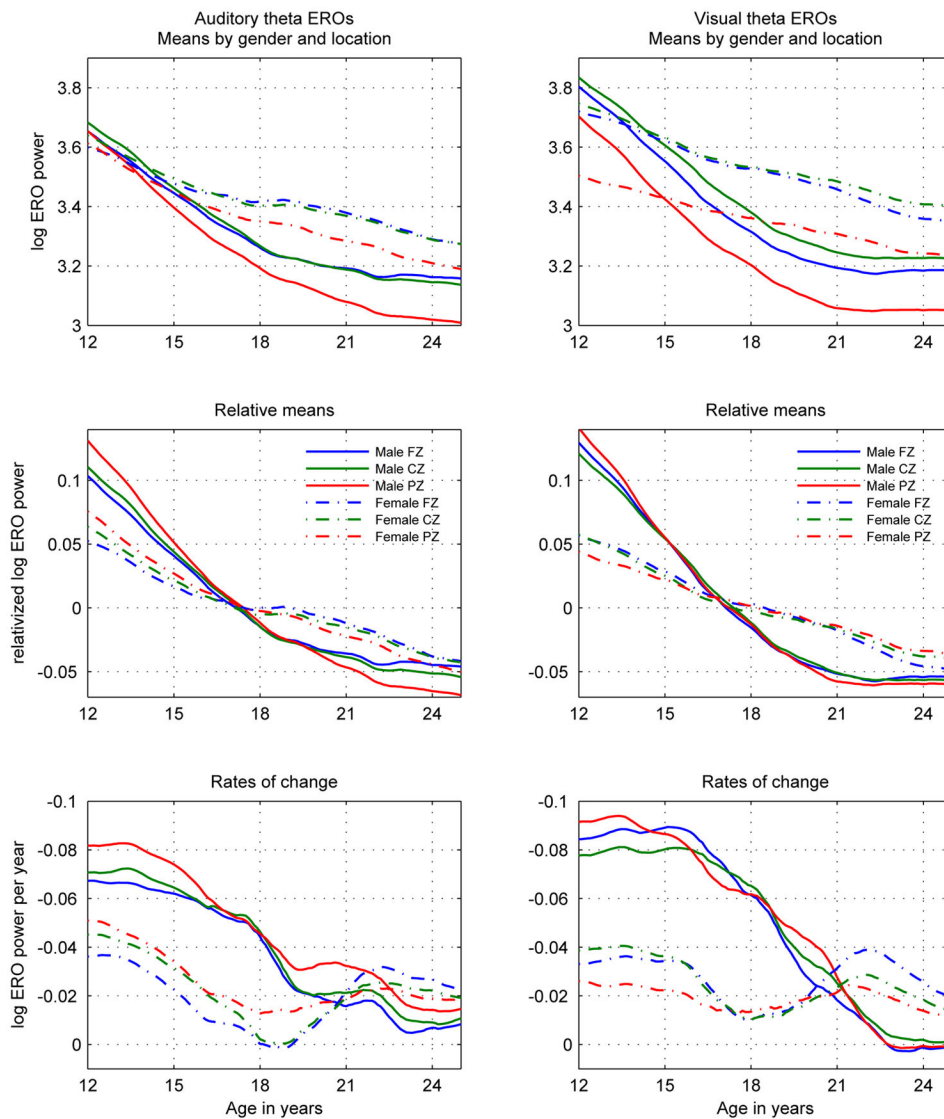 Auditory theta EROs
Means by gender and location
log ERO power
3.8
3.6
3.4
3.2
3
12 15 18 21 24
Visual theta EROs
Means by gender and location
3.8
3.6
3.4
3.2
3
12 15 18 21 24
Relative means
relativized log ERO power
0.1
0.05
0
-0.05
Male FZ
Male CZ
Male PZ
Female FZ
Female CZ
Female PZ
12 15 18 21 24
Relative means
0.1
0.05
0
-0.05
Male FZ
Male CZ
Male PZ
Female FZ
Female CZ
Female PZ
12 15 18 21 24
Rates of change
log ERO power per year
-0.1
-0.08
-0.06
-0.04
-0.02
0
12 15 18 21 24
Age in years
Rates of change
-0.1
-0.08
-0.06
-0.04
-0.02
0
12 15 18 21 24
Age in years